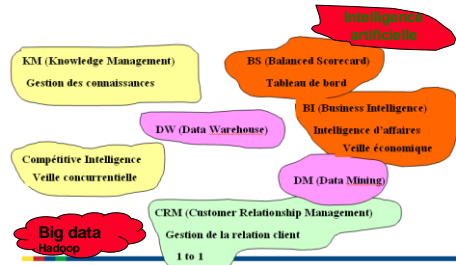 Intelligence
artificielle
KM (Knowledge Management)
Gestion des connaissances
BS (Balanced Scorecard)
Tableau de bord
BI (Business Intelligence)
Intelligence d'affaires
Veille économique
DW (Data Warehouse)
Compétitive Intelligence
Veille concurrentielle
DM (Data Mining)
CRM (Customer Relationship Management)
Gestion de la relation client
1 to 1
Big data
Hadoop